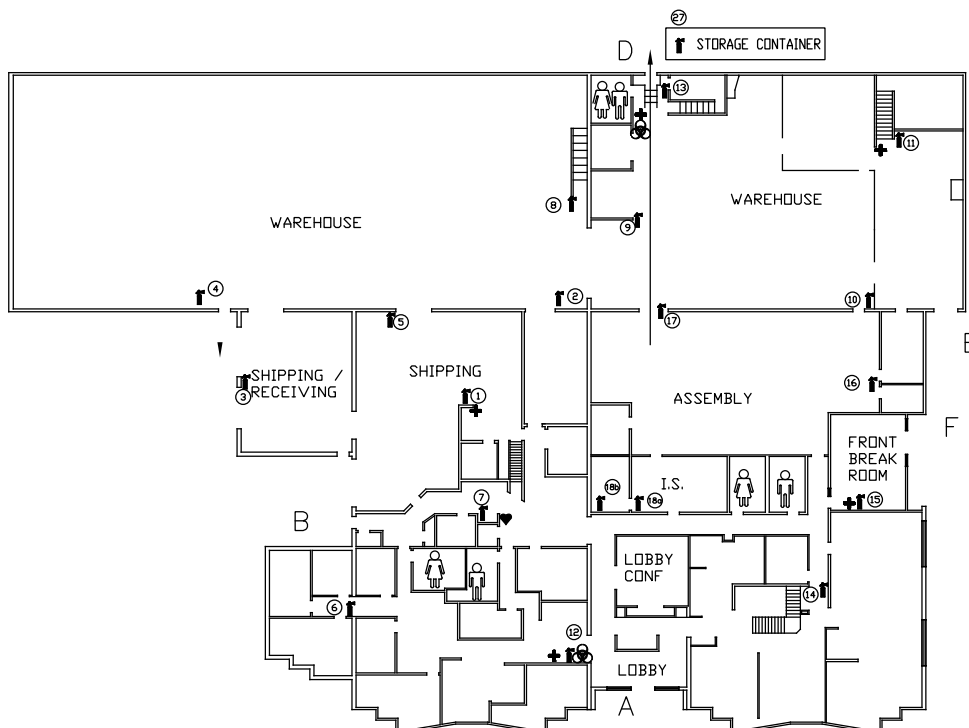 27
STORAGE CONTAINER
D
13
11
8
WAREHOUSE
9
WAREHOUSE
4
2
10
5
17
E
SHIPPING /
RECEIVING
3
SHIPPING
1
16
ASSEMBLY
F
FRONT
BREAK
ROOM
18b
I.S.
18a
15
7
B
LOBBY
CONF
6
14
12
LOBBY
A